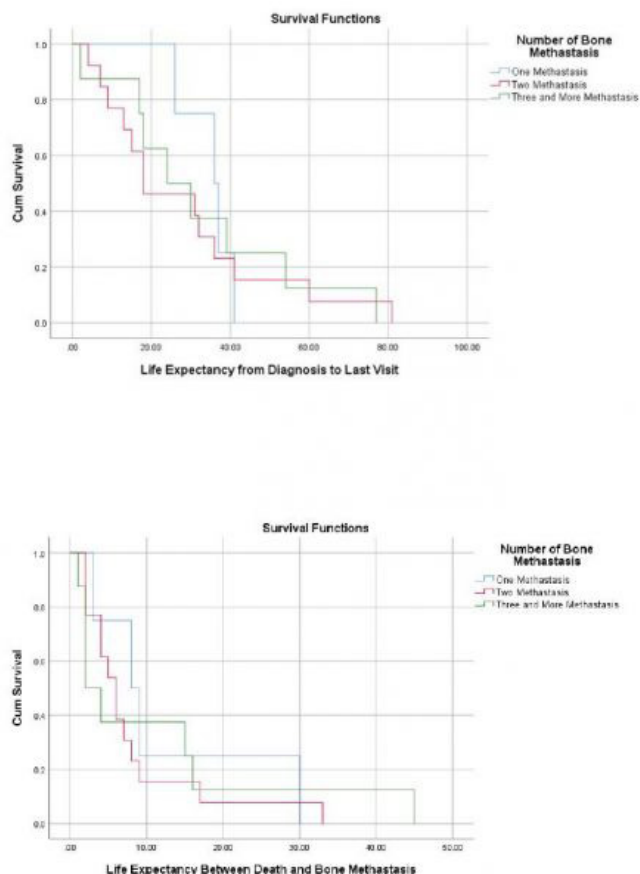 Survival Functions
Number of Bone
Methastasis
One Methastasis
Two Methastasis
Three and More Methastasis
Cum Survival
1.0
0.8
0.6
0.4
0.2
0.0
.00 20.00 40.00 60.00 80.00 100.00
Life Expectancy from Diagnosis to Last Visit
Survival Functions
Number of Bone
Methastasis
One Methastasis
Two Methastasis
Three and More Methastasis
Cum Survival
1.0
0.8
0.6
0.4
0.2
0.0
.00 10.00 20.00 30.00 40.00 50.00
Life Expectancy Between Death and Bone Metastasis